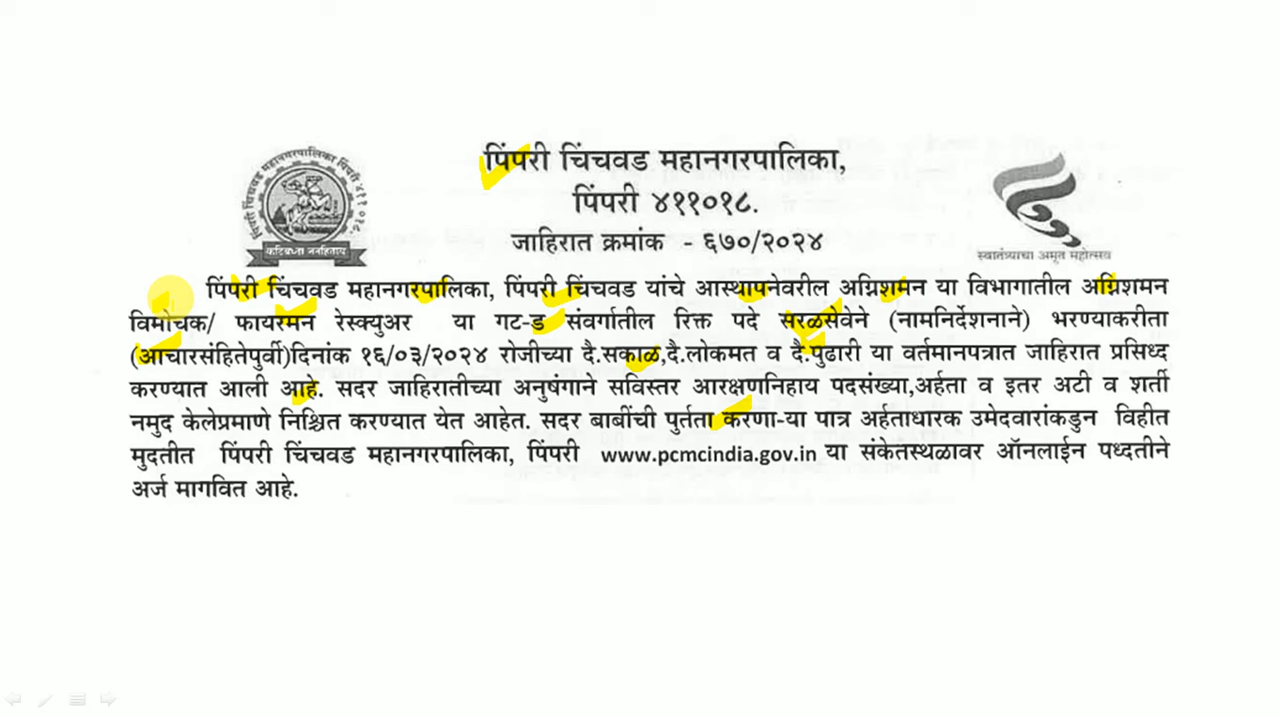 पिंपरी चिंचवड महानगरपालिका,
पिंपरी ४११०१८.
जाहिरात क्रमांक - ६७०/२०२४
स्वातंत्र्याचा अमृत महोत्सव
पिंपरी चिंचवड महानगरपालिका, पिंपरी चिंचवड यांचे आस्थापनेवरील अग्निशमन या विभागातील अग्निशमन
विमोचक/ फायरमन रेस्क्युअर या गट-ड संवर्गातील रिक्त पदे सरळसेवेने (नामनिर्देशनाने) भरण्याकरीता
(आचारसंहितेपुर्वी)दिनांक १६/०३/२०२४ रोजीच्या दै.सकाळ,दै.लोकमत व दै.पुढारी या वर्तमानपत्रात जाहिरात प्रसिध्द
करण्यात आली आहे. सदर जाहिरातीच्या अनुषंगाने सविस्तर आरक्षणनिहाय पदसंख्या,अर्हता व इतर अटी व शर्ती
नमुद केलेप्रमाणे निश्चित करण्यात येत आहेत. सदर बाबींची पुर्तता करणा-या पात्र अर्हताधारक उमेदवारांकडुन विहीत
मुदतीत पिंपरी चिंचवड महानगरपालिका, पिंपरी www.pcmcindia.gov.in या संकेतस्थळावर ऑनलाईन पध्दतीने
अर्ज मागवित आहे.